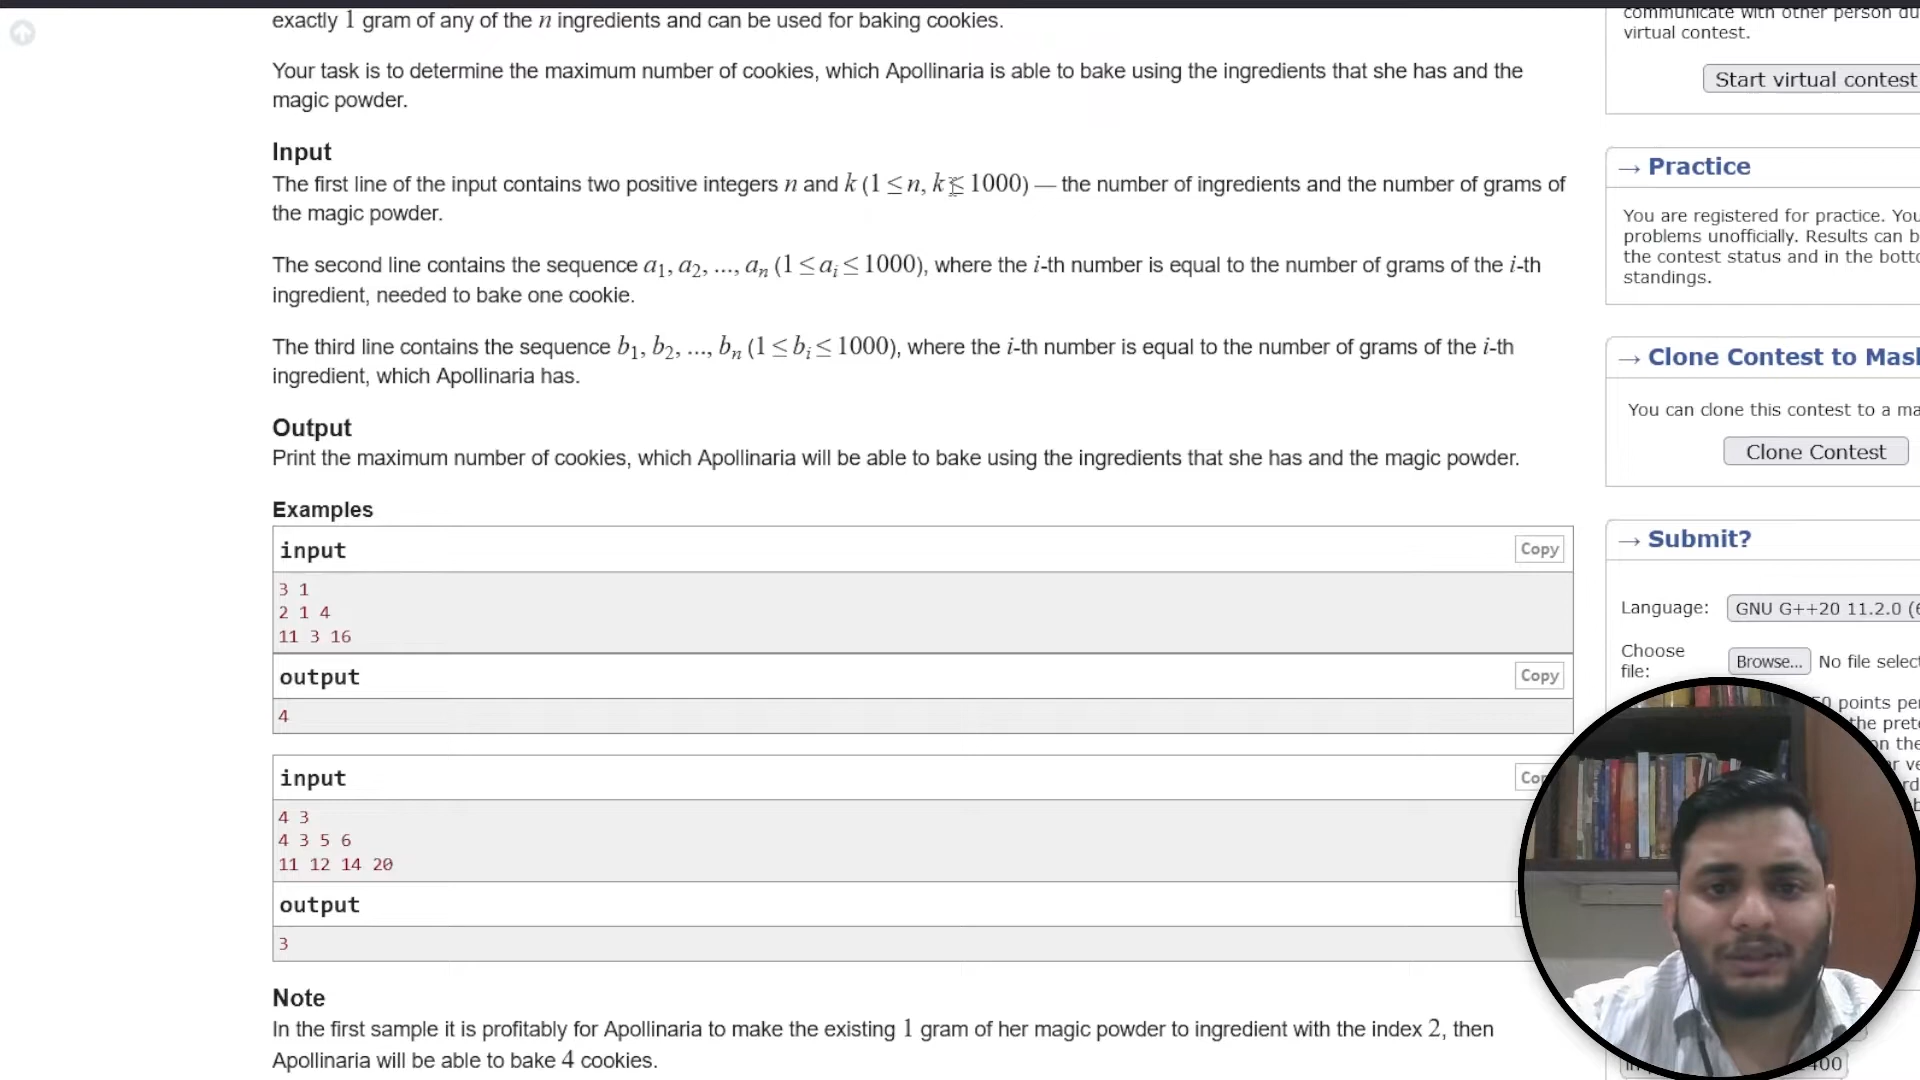 exactly 1 gram of any of the n ingredients and can be used for baking cookies.
Your task is to determine the maximum number of cookies, which Apollinaria is able to bake using the ingredients that she has and the
magic powder.
Input
The first line of the input contains two positive integers n and k (1 ≤ n, k ≤ 1000) — the number of ingredients and the number of grams of
the magic powder.
The second line contains the sequence a1, a2, ..., an (1 ≤ ai ≤ 1000), where the i-th number is equal to the number of grams of the i-th
ingredient, needed to bake one cookie.
The third line contains the sequence b1, b2, ..., bn (1 ≤ bi ≤ 1000), where the i-th number is equal to the number of grams of the i-th
ingredient, which Apollinaria has.
Output
Print the maximum number of cookies, which Apollinaria will be able to bake using the ingredients that she has and the magic powder.
Examples
input
Copy
3 1
2 1 4
11 3 16
output
Copy
4
input
4 3
4 3 5 6
11 12 14 20
output
3
Note
In the first sample it is profitably for Apollinaria to make the existing 1 gram of her magic powder to ingredient with the index 2, then
Apollinaria will be able to bake 4 cookies.
communicate with other person du
virtual contest.
Start virtual contest
→ Practice
You are registered for practice. You
problems unofficially. Results can b
the contest status and in the botto
standings.
→ Clone Contest to Mas
You can clone this contest to a ma
Clone Contest
→ Submit?
Language:
GNU G++20 11.2.0 (6
Choose
file:
Browse...
No file select
points per
the prete
on the